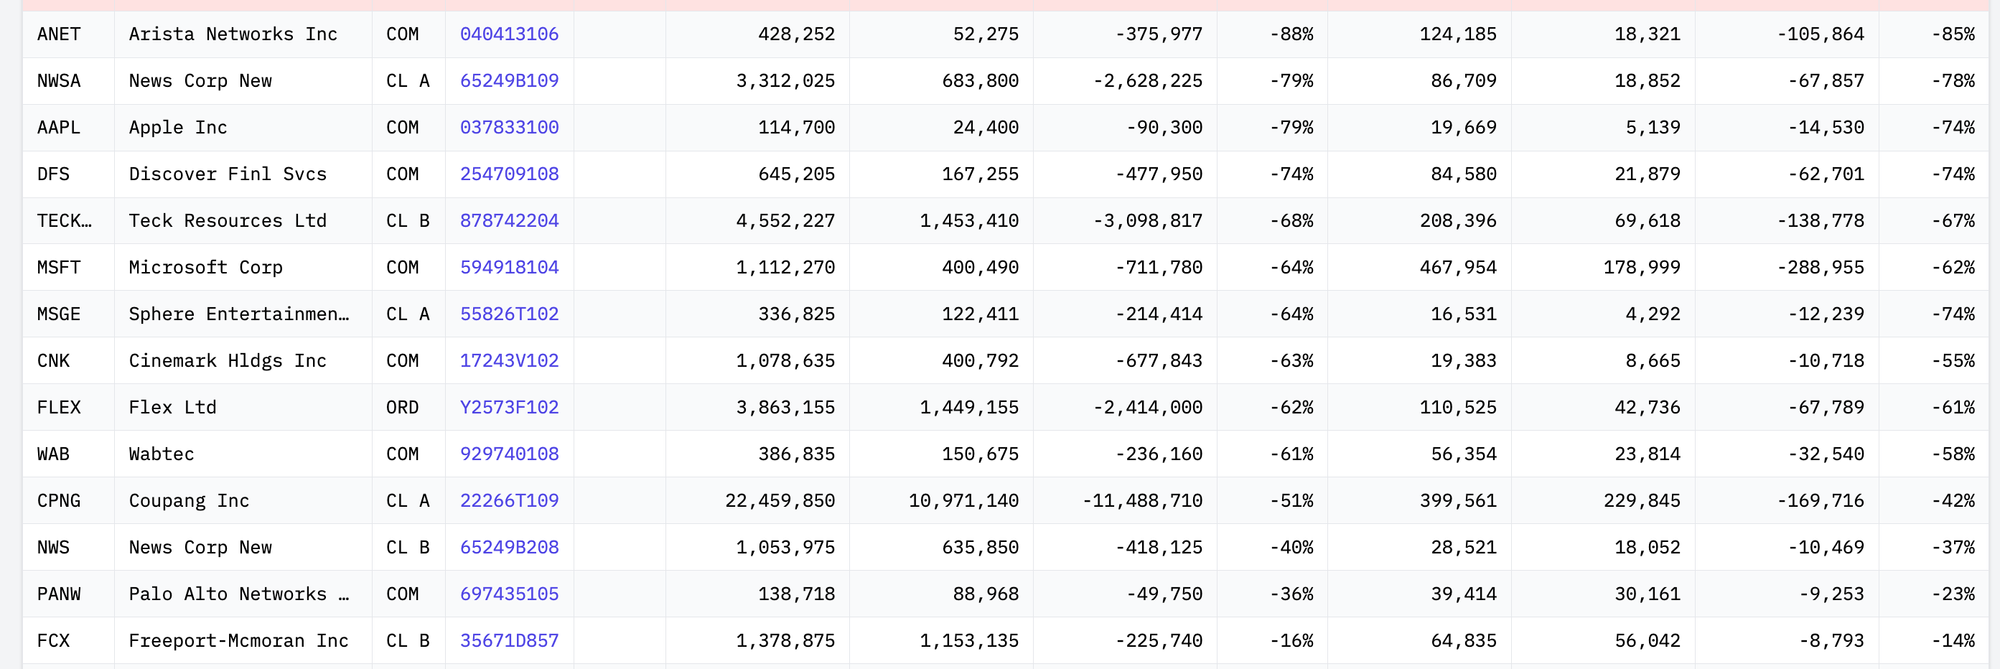 ANET Arista Networks Inc COM 040413106 428,252 52,275 -375,977 -88% 124,185 18,321 -105,864 -85%
NWSA News Corp New CL A 65249B109 3,312,025 683,800 -2,628,225 -79% 86,709 18,852 -67,857 -78%
AAPL Apple Inc COM 037833100 114,700 24,400 -90,300 -79% 19,669 5,139 -14,530 -74%
DFS Discover Finl Svcs COM 254709108 645,205 167,255 -477,950 -74% 84,580 21,879 -62,701 -74%
TECK… Teck Resources Ltd CL B 878742204 4,552,227 1,453,410 -3,098,817 -68% 208,396 69,618 -138,778 -67%
MSFT Microsoft Corp COM 594918104 1,112,270 400,490 -711,780 -64% 467,954 178,999 -288,955 -62%
MSGE Sphere Entertainmen… CL A 55826T102 336,825 122,411 -214,414 -64% 16,531 4,292 -12,239 -74%
CNK Cinemark Hldgs Inc COM 17243V102 1,078,635 400,792 -677,843 -63% 19,383 8,665 -10,718 -55%
FLEX Flex Ltd ORD Y2573F102 3,863,155 1,449,155 -2,414,000 -62% 110,525 42,736 -67,789 -61%
WAB Wabtec COM 929740108 386,835 150,675 -236,160 -61% 56,354 23,814 -32,540 -58%
CPNG Coupang Inc CL A 22266T109 22,459,850 10,971,140 -11,488,710 -51% 399,561 229,845 -169,716 -42%
NWS News Corp New CL B 65249B208 1,053,975 635,850 -418,125 -40% 28,521 18,052 -10,469 -37%
PANW Palo Alto Networks … COM 697435105 138,718 88,968 -49,750 -36% 39,414 30,161 -9,253 -23%
FCX Freeport-Mcmoran Inc CL B 35671D857 1,378,875 1,153,135 -225,740 -16% 64,835 56,042 -8,793 -14%